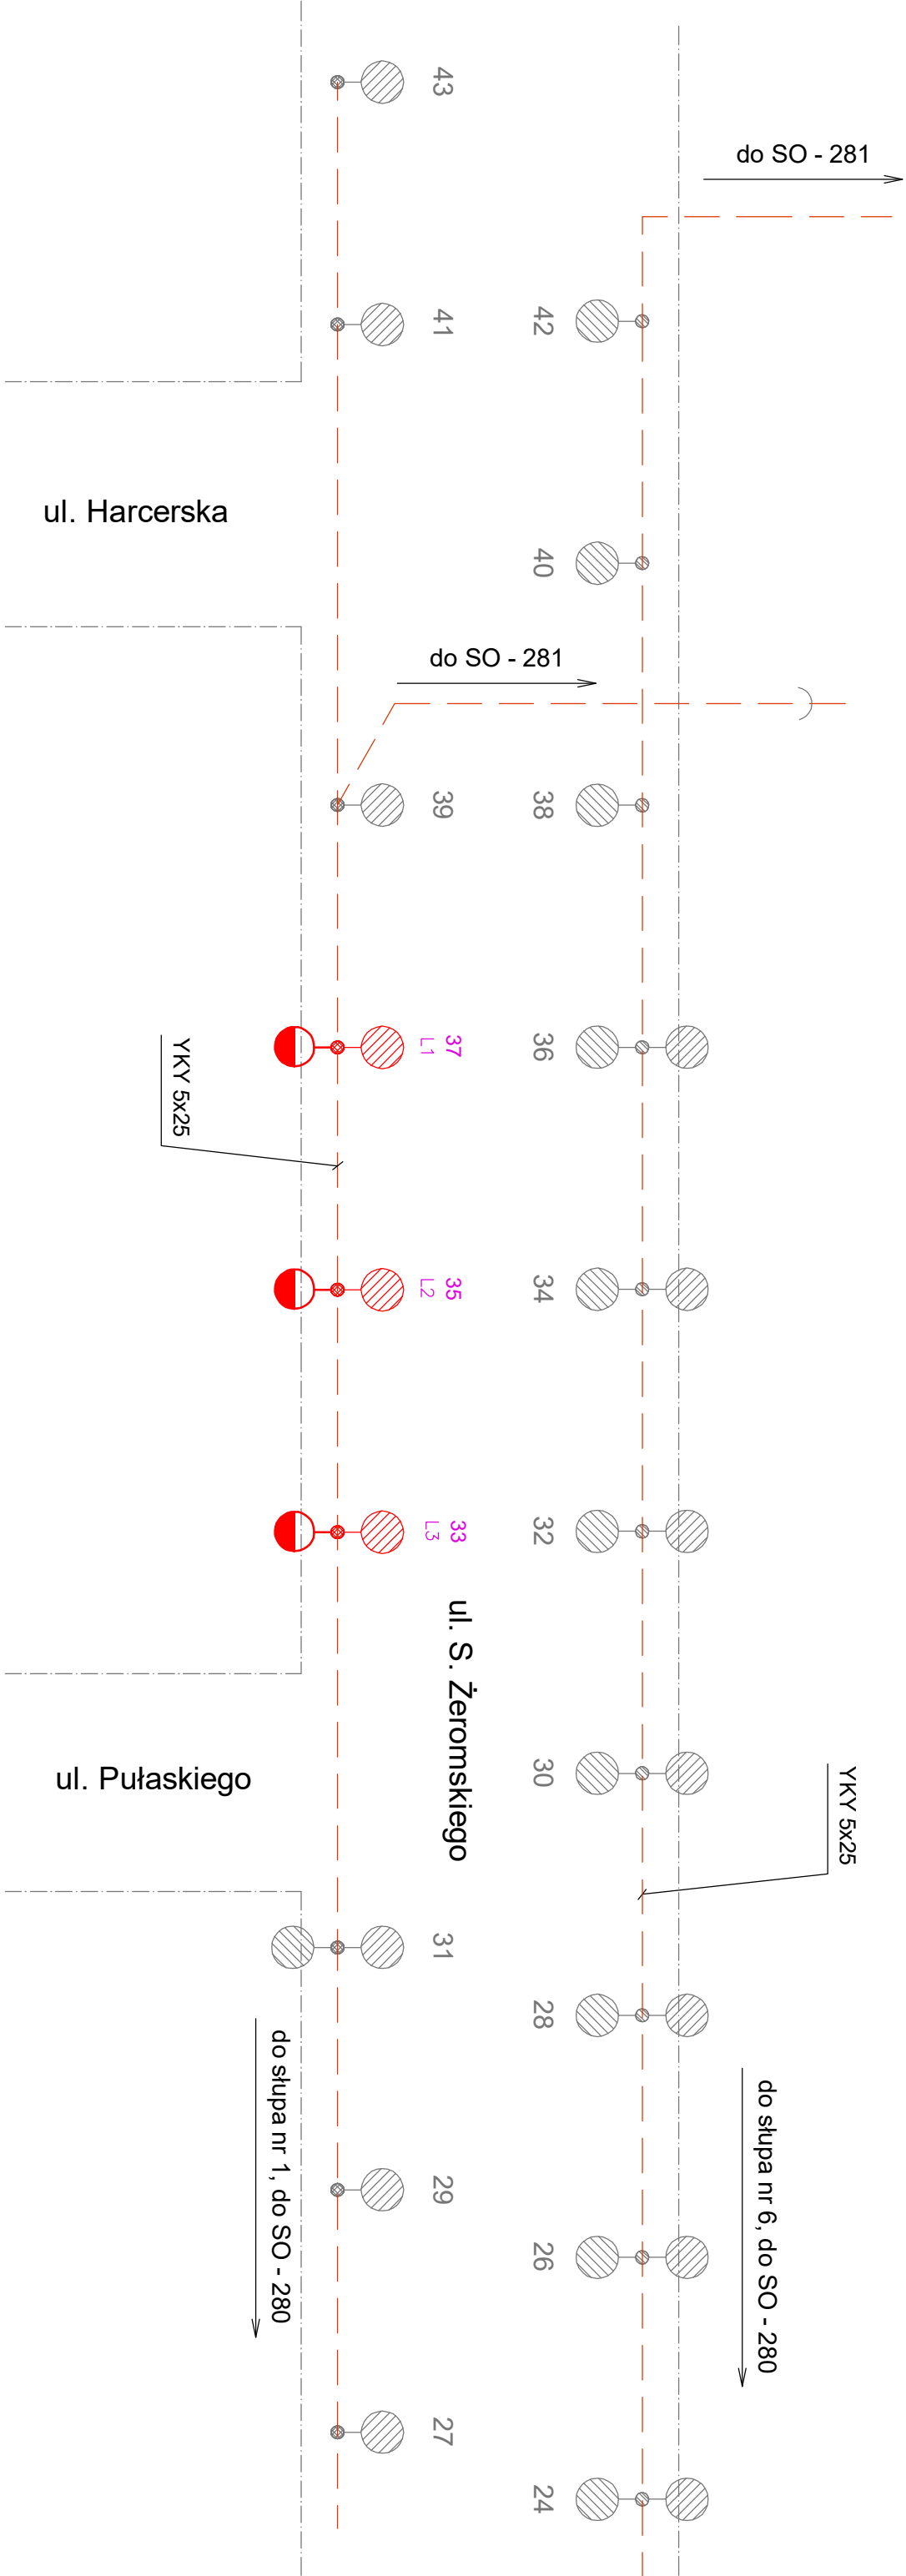 43
do SO - 281
41
42
ul. Harcerska
40
do SO - 281
39
38
37
L1
36
YKY 5x25
35
L2
34
33
L3
32
ul. S. Żeromskiego
ul. Pułaskiego
30
YKY 5x25
31
28
do słupa nr 1, do SO - 280
do słupa nr 6, do SO - 280
29
26
27
24